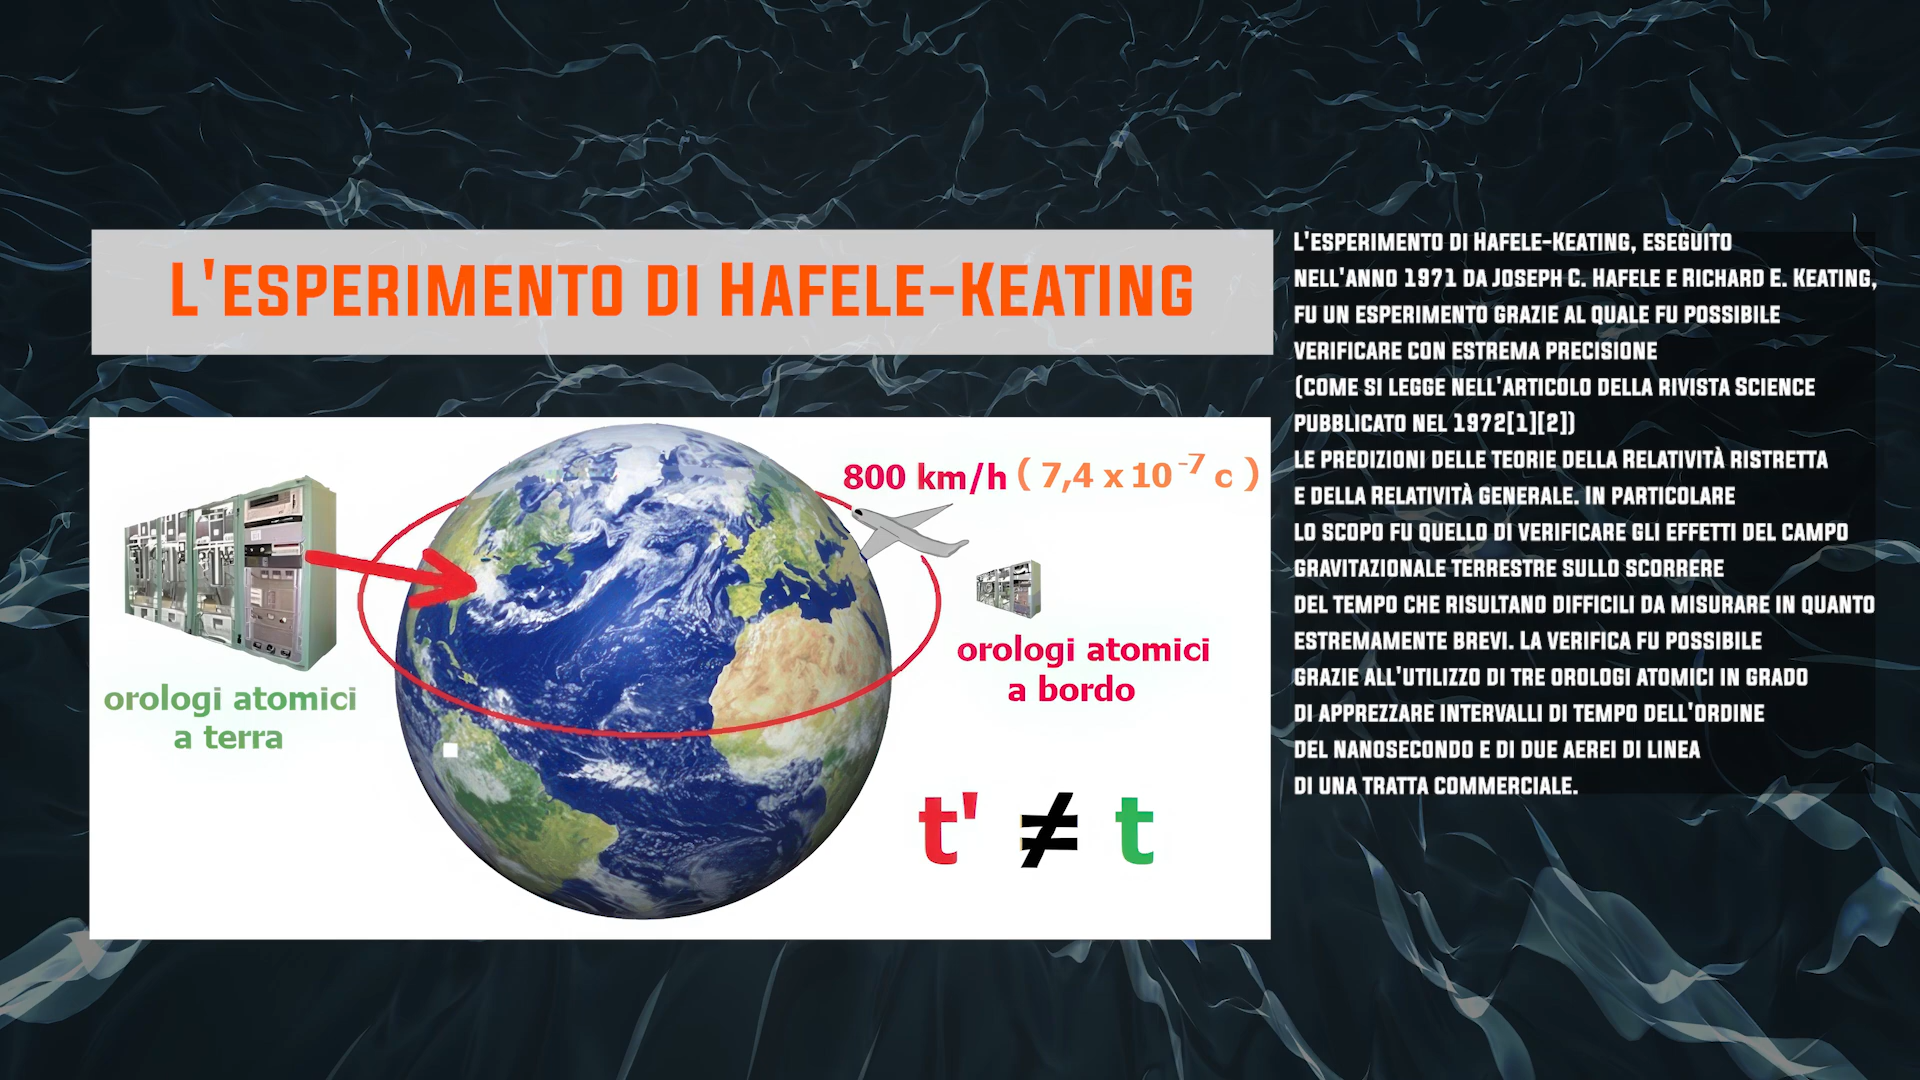 L'esperimento di Hafele-Keating
800 km/h ( 7,4 x 10 -7 c )
orologi atomici
a terra
orologi atomici
a bordo
t' ≠ t
L'esperimento di Hafele-Keating, eseguito
nell'anno 1971 da Joseph C. Hafele e Richard E. Keating,
fu un esperimento grazie al quale fu possibile
verificare con estrema precisione
(come si legge nell'articolo della rivista Science
pubblicato nel 1972[1][2])
le predizioni delle teorie della Relatività ristretta
e della relatività generale. In particolare
lo scopo fu quello di verificare gli effetti del campo
gravitazionale terrestre sullo scorrere
del tempo che risultano difficili da misurare in quanto
estremamente brevi. La verifica fu possibile
grazie all'utilizzo di tre orologi atomici in grado
di apprezzare intervalli di tempo dell'ordine
del nanosecondo e di due aerei di linea
di una tratta commerciale.